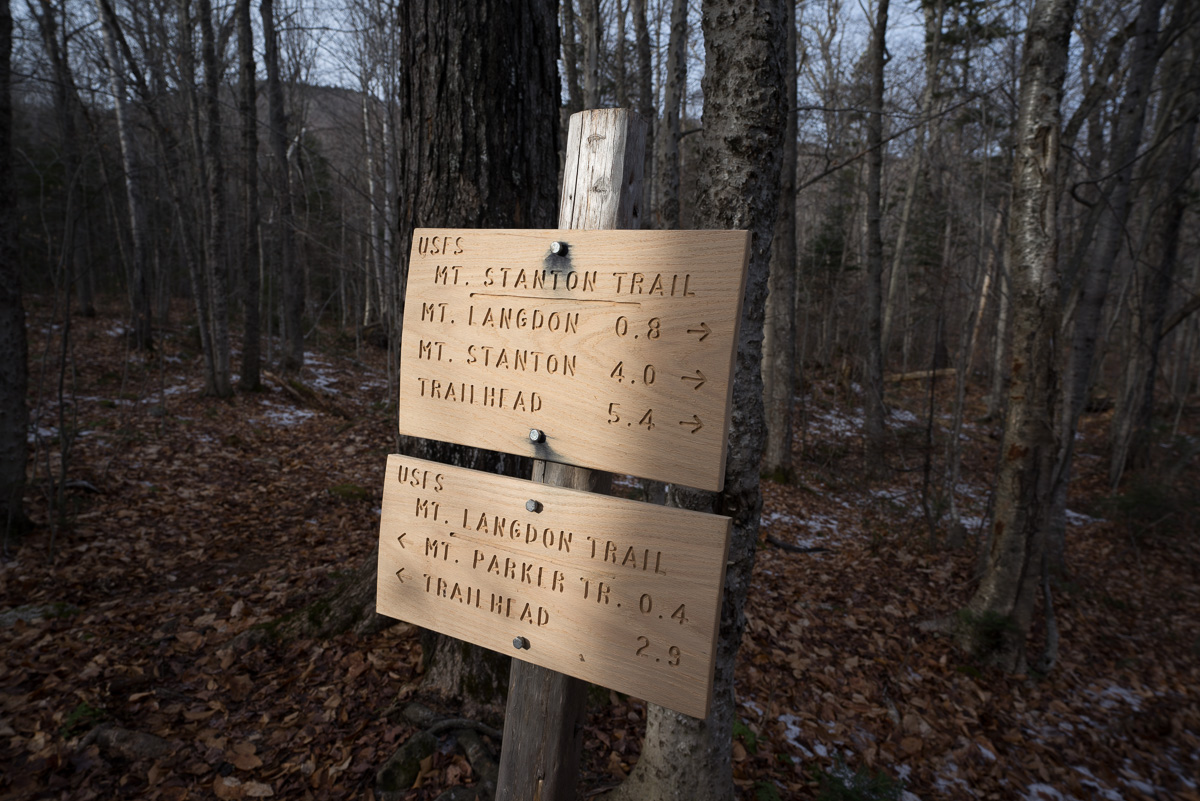 USFS
MT. STANTON TRAIL
MT. LANGDON 0.8 →
MT. STANTON 4.0 →
TRAILHEAD 5.4 →
USFS
MT. LANGDON TRAIL
< MT. PARKER TR. 0.4
< TRAILHEAD 2.9